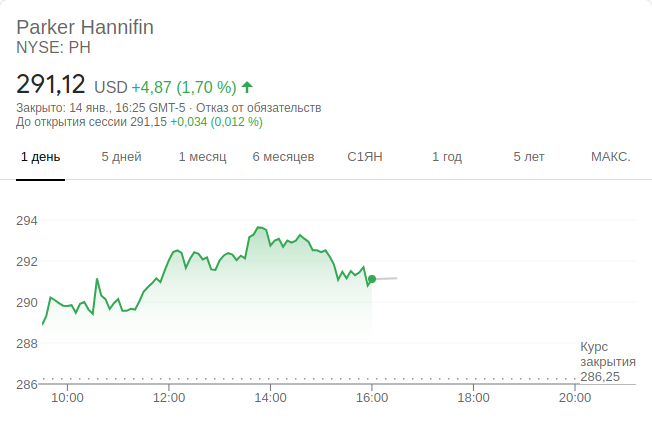 Parker Hannifin
NYSE: PH
291,12 USD +4,87 (1,70 %)
Закрыто: 14 янв., 16:25 GMT-5 · Отказ от обязательств
До открытия сессии 291,15 +0,034 (0,012 %)
1 день 5 дней 1 месяц 6 месяцев С1ЯН 1 год 5 лет МАКС.
294
292
290
288
286
Курс
закрытия
286,25
10:00 12:00 14:00 16:00 18:00 20:00